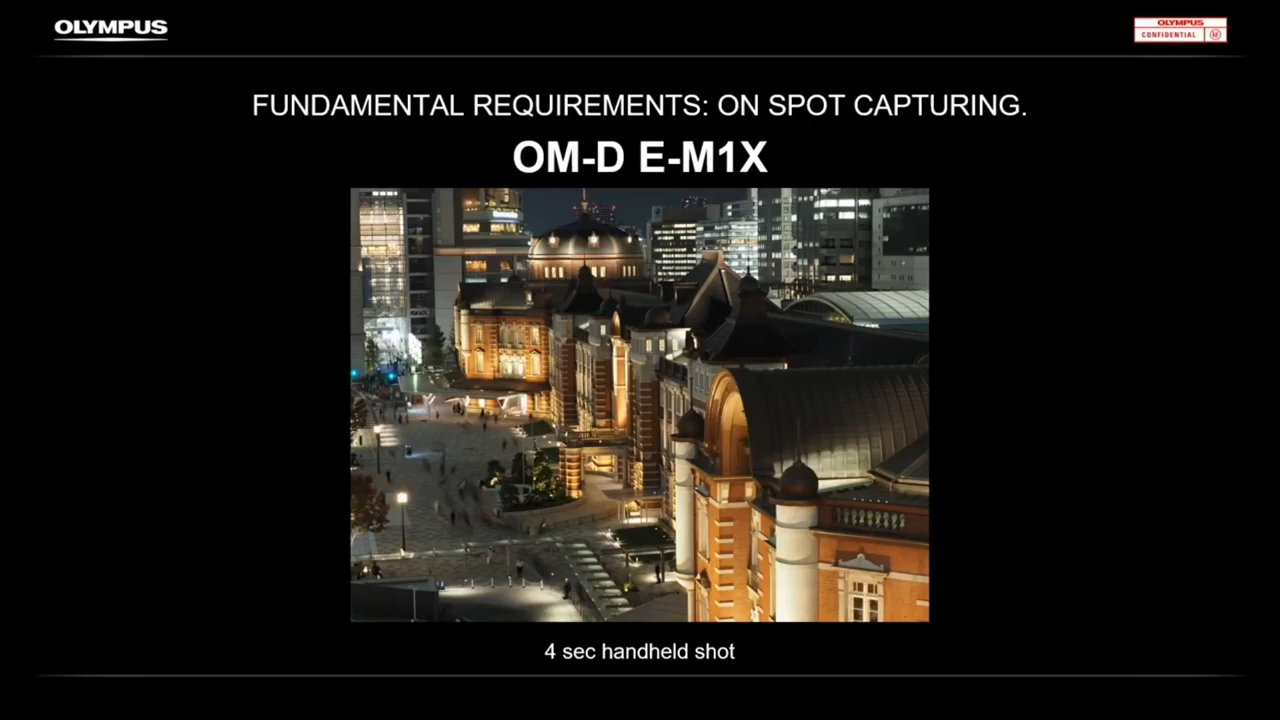 OLYMPUS
OLYMPUS
CONFIDENTIAL
FUNDAMENTAL REQUIREMENTS: ON SPOT CAPTURING.
OM-D E-M1X
4 sec handheld shot